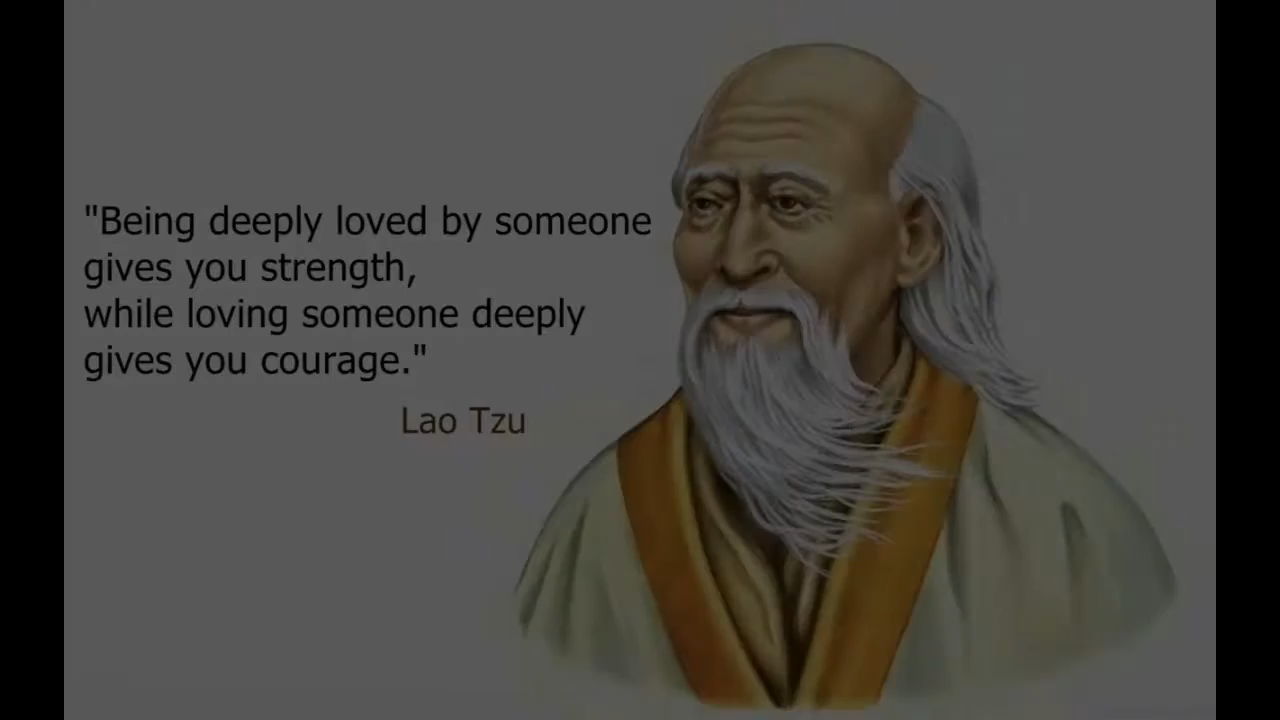 "Being deeply loved by someone
gives you strength,
while loving someone deeply
gives you courage."
Lao Tzu